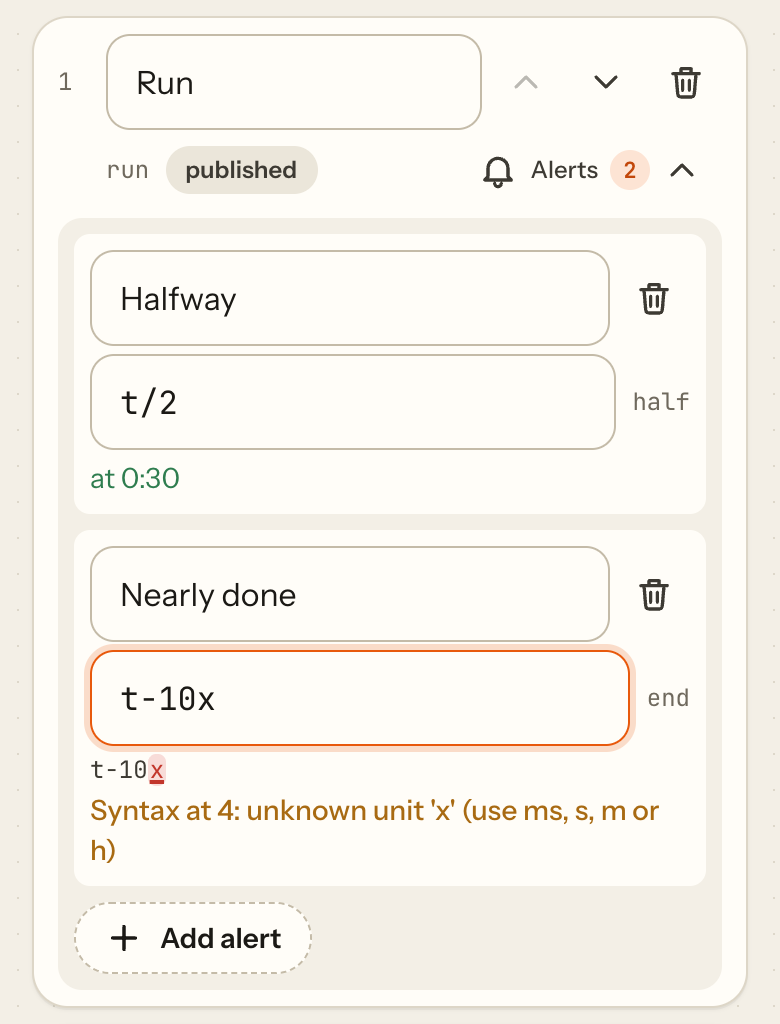 1 Run
run published Alerts 2
Halfway
t/2 half
at 0:30
Nearly done
t-10x end
t-10x
Syntax at 4: unknown unit 'x' (use ms, s, m or
h)
Add alert